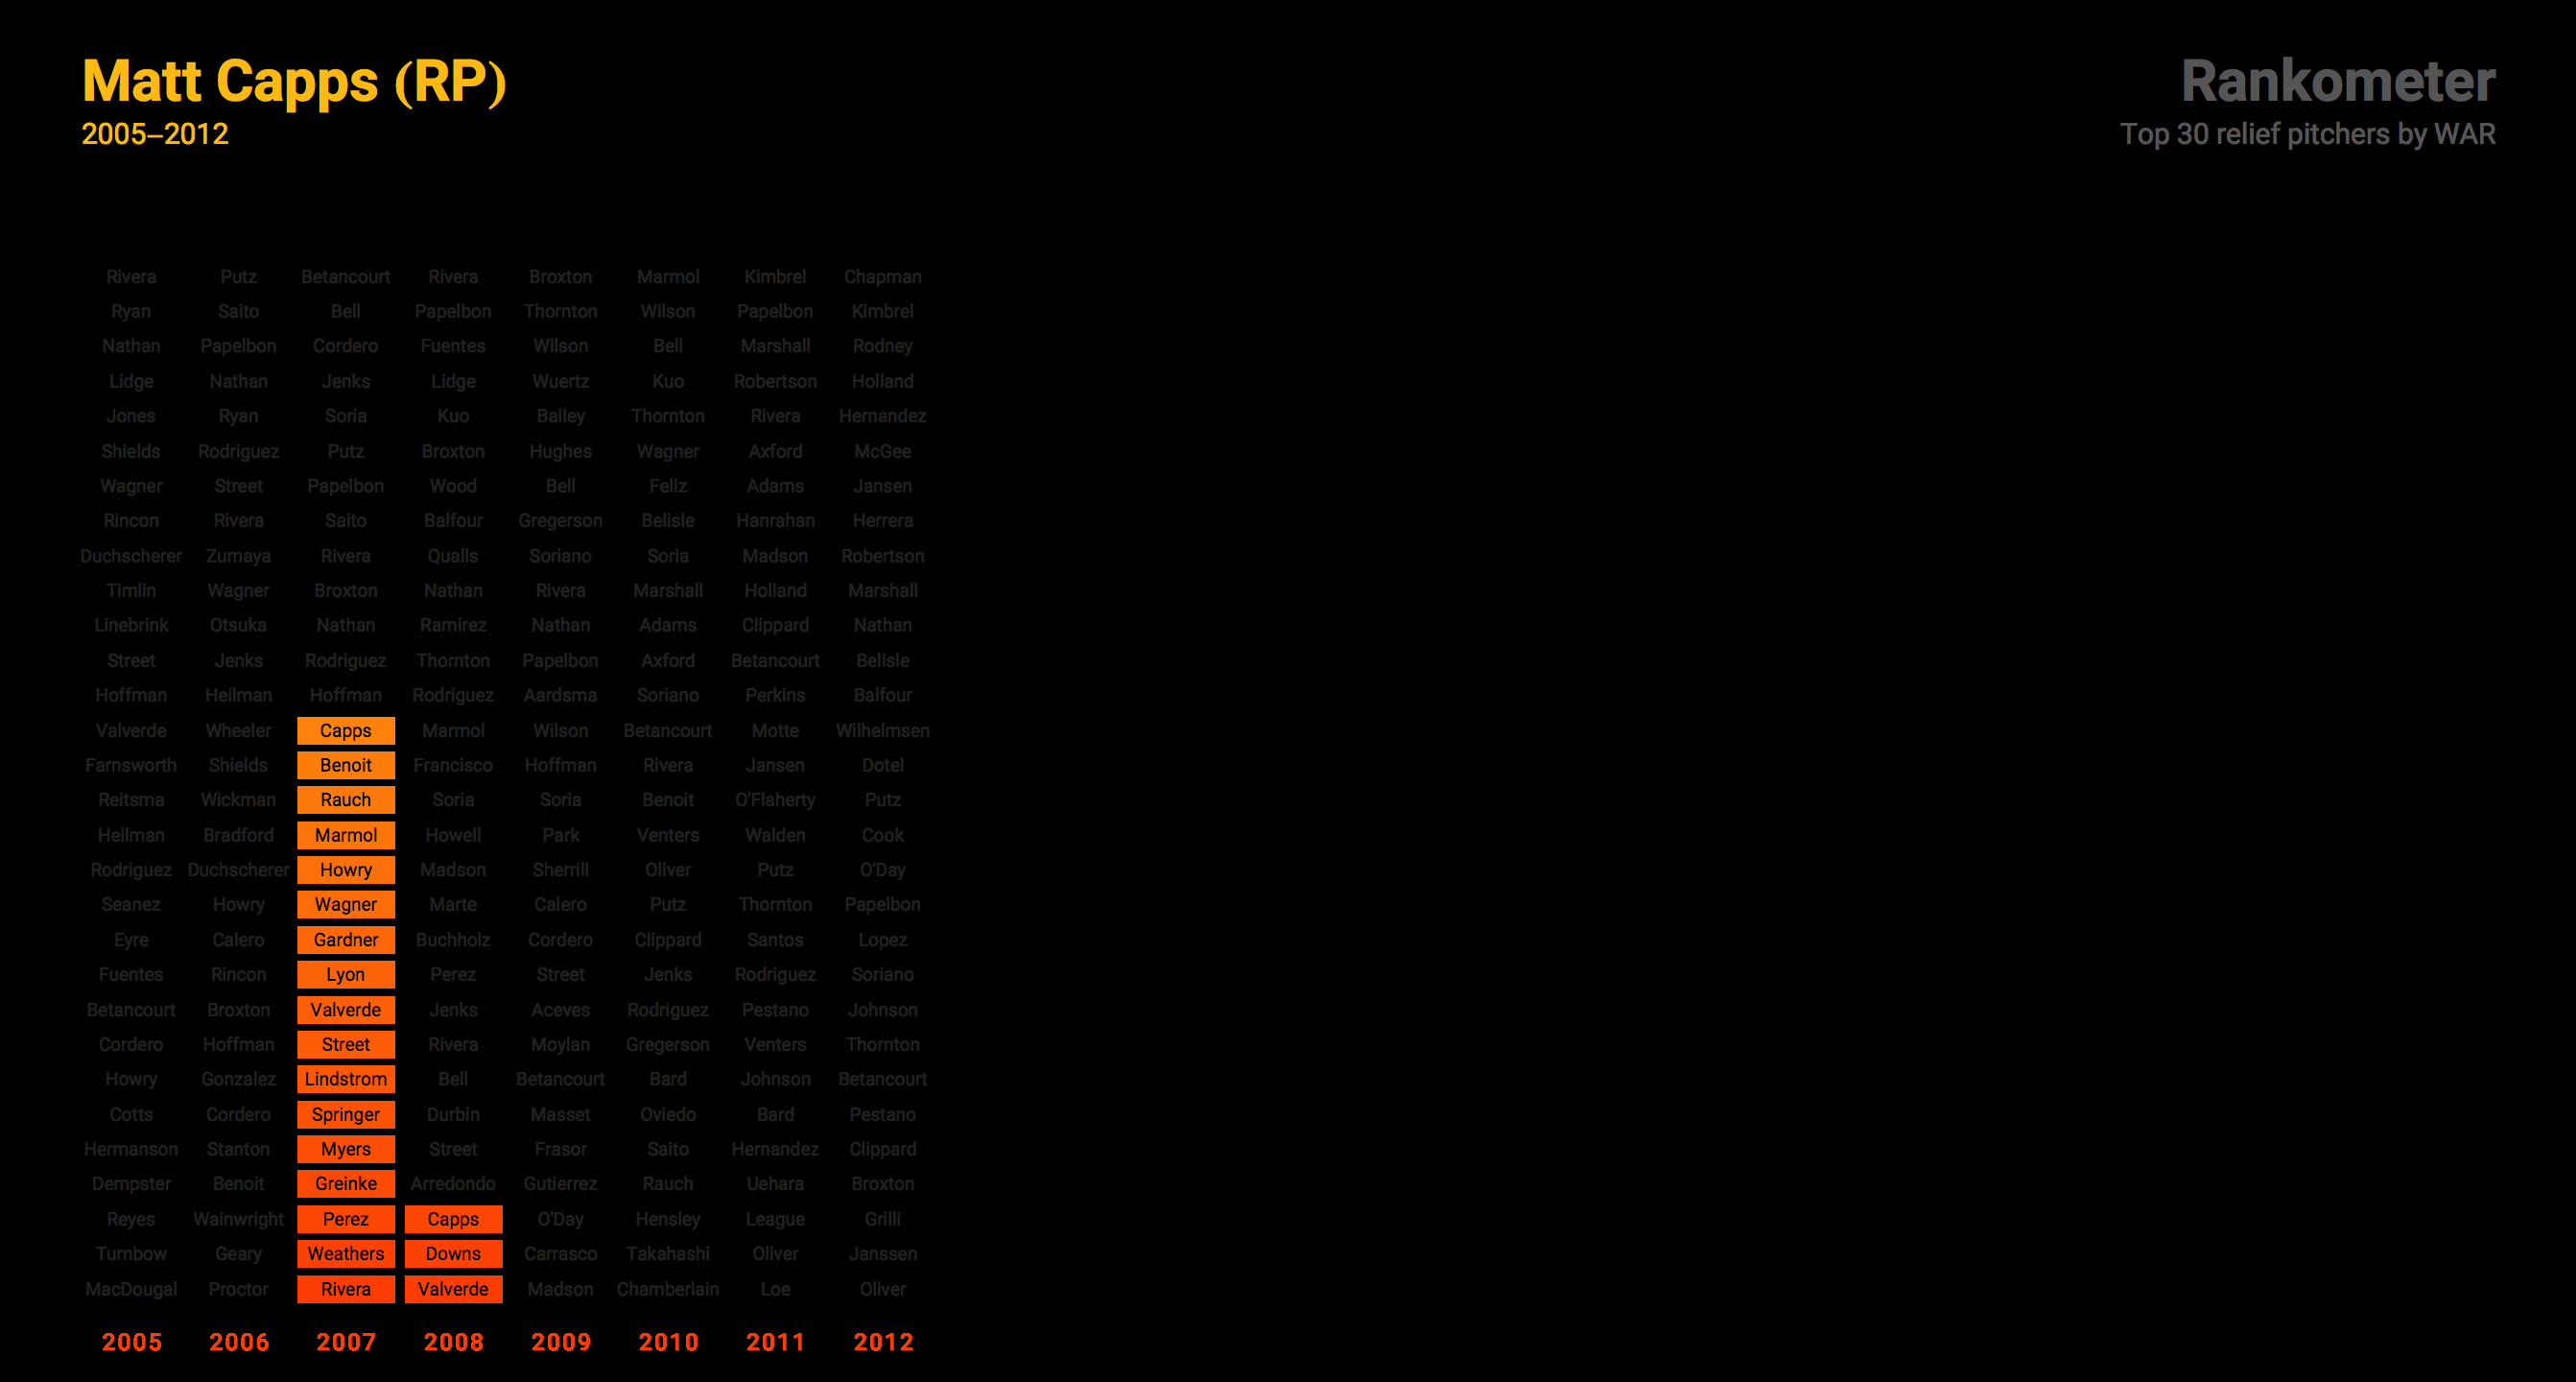 Matt Capps (RP)
2005–2012
Rankometer
Top 30 relief pitchers by WAR
Rivera Putz Betancourt Rivera Broxton Marmol Kimbrel Chapman
Ryan Saito Bell Papelbon Thornton Wilson Papelbon Kimbrel
Nathan Papelbon Cordero Fuentes Wilson Bell Marshall Rodney
Lidge Nathan Jenks Lidge Wuertz Kuo Robertson Holland
Jones Ryan Soria Kuo Bailey Thornton Rivera Hernandez
Shields Rodriguez Putz Broxton Hughes Wagner Axford McGee
Wagner Street Papelbon Wood Bell Feliz Adams Jansen
Rincon Rivera Saito Balfour Gregerson Belisle Hanrahan Herrera
Duchscherer Zumaya Rivera Qualls Soriano Soria Madson Robertson
Timlin Wagner Broxton Nathan Rivera Marshall Holland Marshall
Linebrink Otsuka Nathan Ramirez Nathan Adams Clippard Nathan
Street Jenks Rodriguez Thornton Papelbon Axford Betancourt Belisle
Hoffman Heilman Hoffman Rodriguez Aardsma Soriano Perkins Balfour
Valverde Wheeler Capps Marmol Wilson Betancourt Motte Wilhelmsen
Farnsworth Shields Benoit Francisco Hoffman Rivera Jansen Dotel
Reitsma Wickman Rauch Soria Soria Benoit O'Flaherty Putz
Heilman Bradford Marmol Howell Park Venters Walden Cook
Rodriguez Duchscherer Howry Madson Sherrill Oliver Putz O'Day
Seanez Howry Wagner Marte Calero Putz Thornton Papelbon
Eyre Calero Gardner Buchholz Cordero Clippard Santos Lopez
Fuentes Rincon Lyon Perez Street Jenks Rodriguez Soriano
Betancourt Broxton Valverde Jenks Aceves Rodriguez Pestano Johnson
Cordero Hoffman Street Rivera Moylan Gregerson Venters Thornton
Howry Gonzalez Lindstrom Bell Betancourt Bard Johnson Betancourt
Cotts Cordero Springer Durbin Masset Oviedo Bard Pestano
Hermanson Stanton Myers Street Frasor Saito Hernandez Clippard
Dempster Benoit Greinke Arredondo Gutierrez Rauch Uehara Broxton
Reyes Wainwright Perez Capps O'Day Hensley League Grilli
Turnbow Geary Weathers Downs Carrasco Takahashi Oliver Janssen
MacDougal Proctor Rivera Valverde Madson Chamberlain Loe Oliver
2005 2006 2007 2008 2009 2010 2011 2012